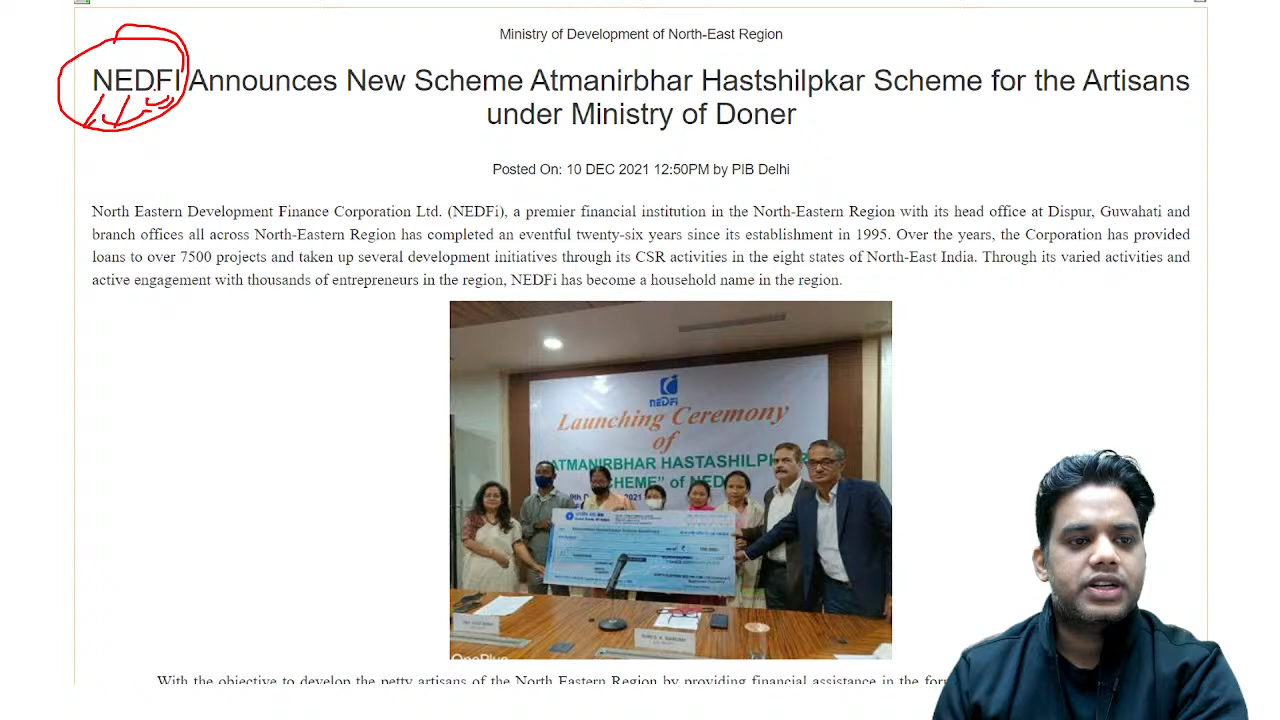 Ministry of Development of North-East Region
NEDFI Announces New Scheme Atmanirbhar Hastshilpkar Scheme for the Artisans
under Ministry of Doner
Posted On: 10 DEC 2021 12:50PM by PIB Delhi
North Eastern Development Finance Corporation Ltd. (NEDFi), a premier financial institution in the North-Eastern Region with its head office at Dispur, Guwahati and
branch offices all across North-Eastern Region has completed an eventful twenty-six years since its establishment in 1995. Over the years, the Corporation has provided
loans to over 7500 projects and taken up several development initiatives through its CSR activities in the eight states of North-East India. Through its varied activities and
active engagement with thousands of entrepreneurs in the region, NEDFi has become a household name in the region.
NEDFi
Launching Ceremony
of
ATMANIRBHAR HASTASHILPKAR
SCHEME" of NED
2021
OnePlus
With the objective to develop the petty artisans of the North Eastern Region by providing financial assistance in the for